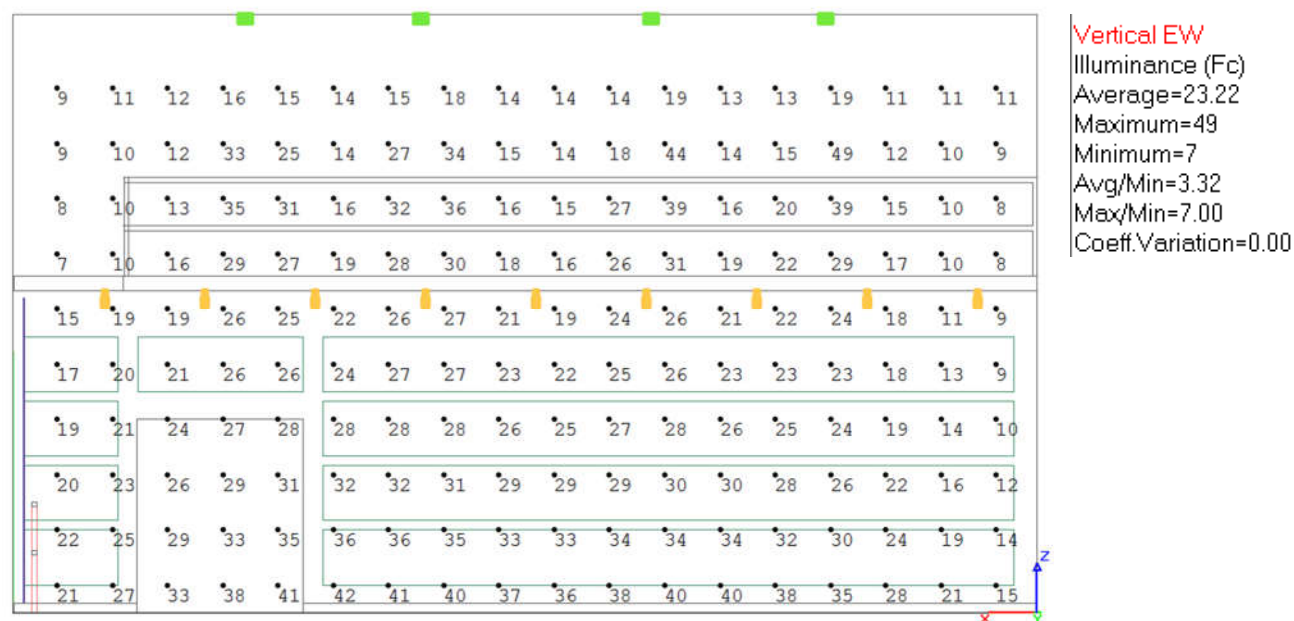 Vertical EW
Illuminance (Fc)
Average=23.22
Maximum=49
Minimum=7
Avg/Min=3.32
Max/Min=7.00
Coeff.Variation=0.00
9 11 12 16 15 14 15 18 14 14 14 19 13 13 19 11 11 11
9 10 12 33 25 14 27 34 15 14 18 44 14 15 49 12 10 9
8 10 13 35 31 16 32 36 16 15 27 39 16 20 39 15 10 8
7 10 16 29 27 19 28 30 18 16 26 31 19 22 29 17 10 8
15 19 19 26 25 22 26 27 21 19 24 26 21 22 24 18 11 9
17 20 21 26 26 24 27 27 23 22 25 26 23 23 23 18 13 9
19 21 24 27 28 28 28 28 26 25 27 28 26 25 24 19 14 10
20 23 26 29 31 32 32 31 29 29 29 30 30 28 26 22 16 12
22 25 29 33 35 36 36 35 33 33 34 34 34 32 30 24 19 14
21 27 33 38 41 42 41 40 37 36 38 40 40 38 35 28 21 15
Z
X
Y